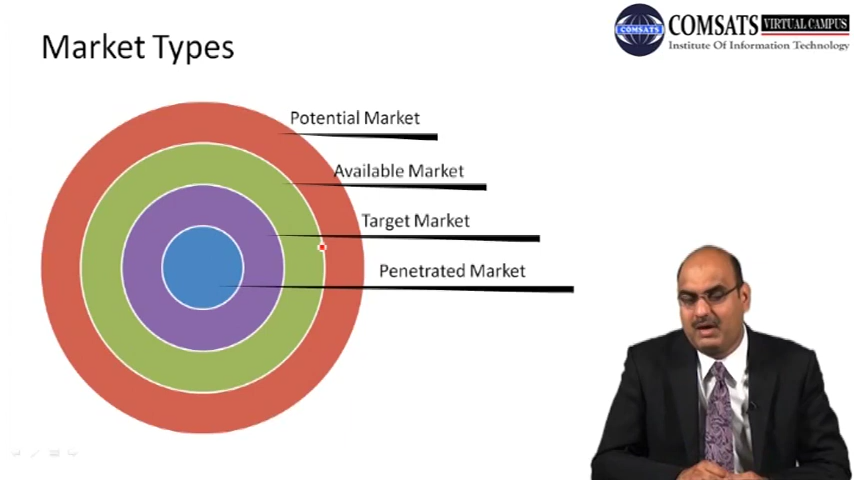 Market Types
COMSATS
COMSATS VIRTUAL CAMPUS
Institute Of Information Technology
Potential Market
Available Market
Target Market
Penetrated Market